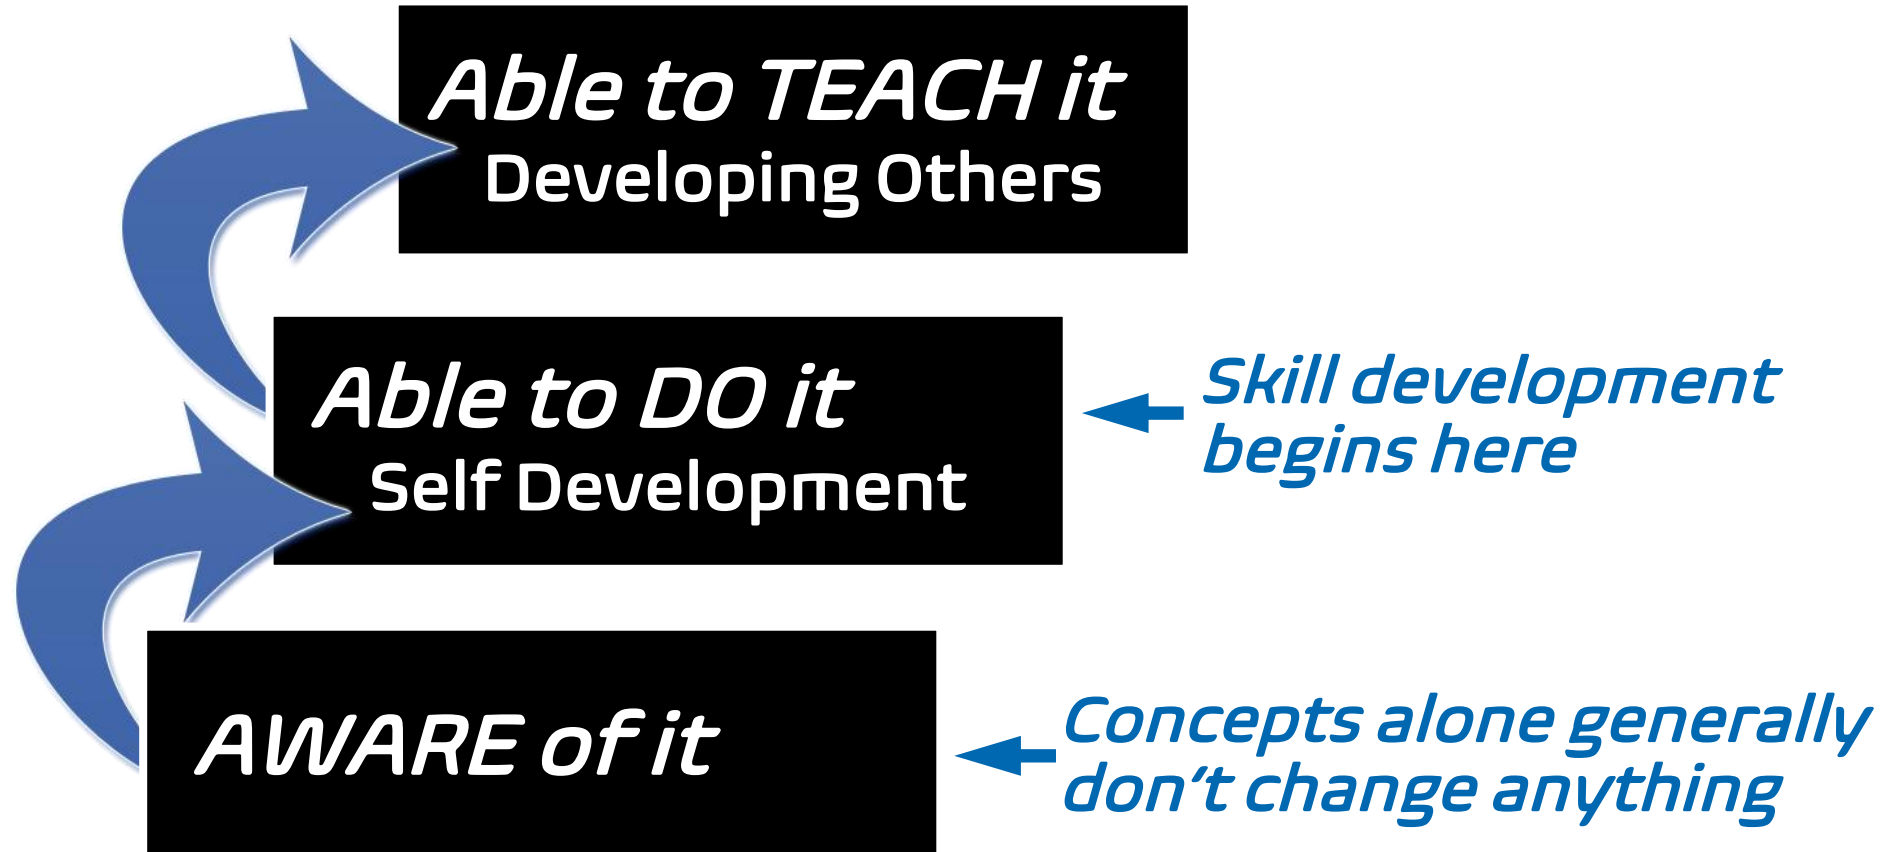 Able to TEACH it
Developing Others
Able to DO it
Self Development
Skill development
begins here
AWARE of it
Concepts alone generally
don't change anything